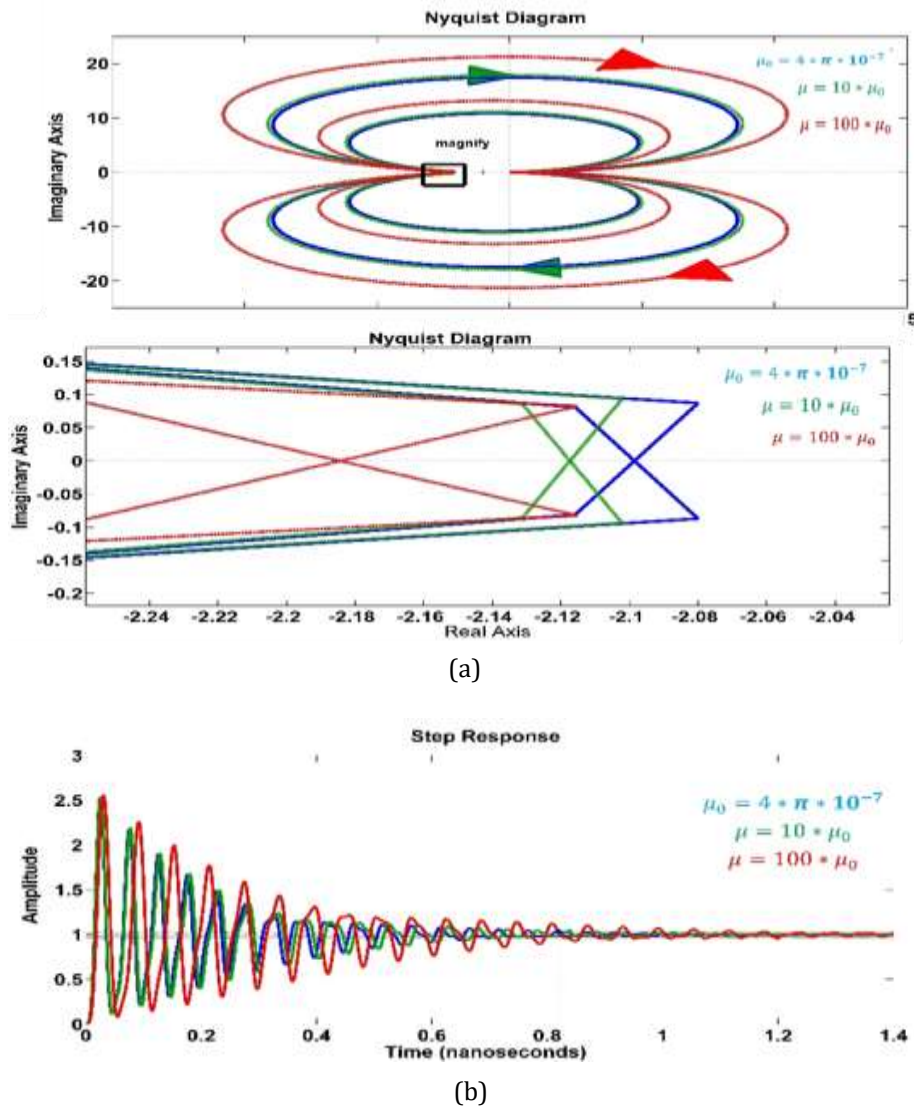 Nyquist Diagram
20
10
0
-10
-20
Imaginary Axis
magnify
μ₀ = 4 * π * 10⁻⁷
μ = 10 * μ₀
μ = 100 * μ₀
5
Nyquist Diagram
0.15
0.1
0.05
0
-0.05
-0.1
-0.15
-0.2
Imaginary Axis
μ₀ = 4 * π * 10⁻⁷
μ = 10 * μ₀
μ = 100 * μ₀
-2.24 -2.22 -2.2 -2.18 -2.16 -2.14 -2.12 -2.1 -2.08 -2.06 -2.04
Real Axis
(a)
Step Response
3
2.5
2
1.5
1
0.5
0
Amplitude
μ₀ = 4 * π * 10⁻⁷
μ = 10 * μ₀
μ = 100 * μ₀
0 0.2 0.4 0.6 0.8 1 1.2 1.4
Time (nanoseconds)
(b)